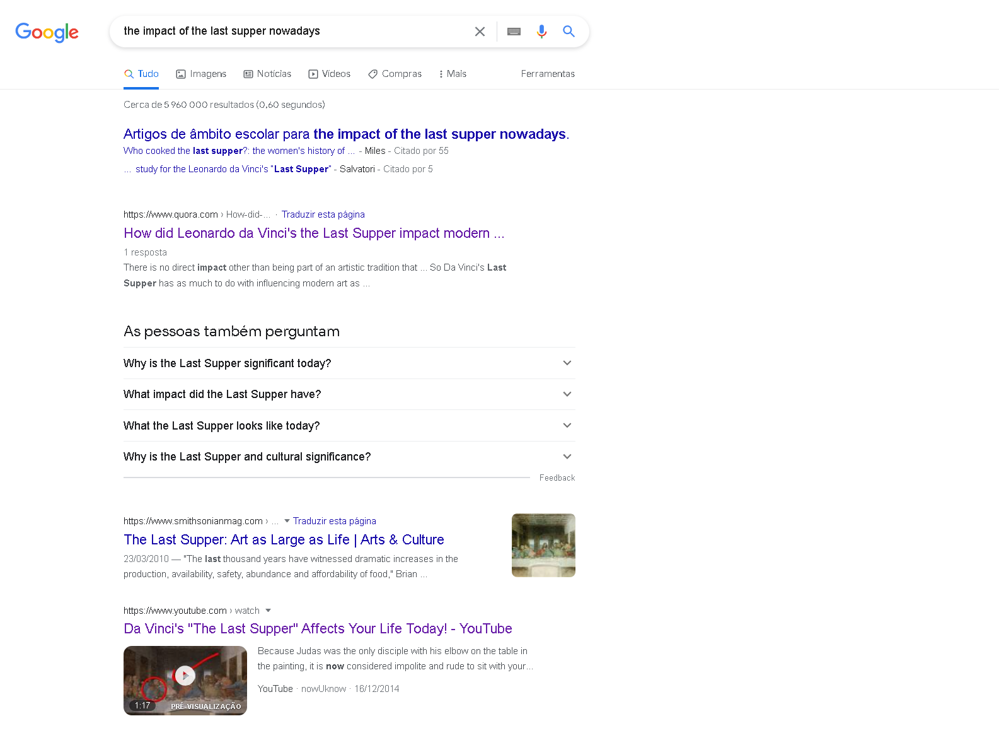 Google
the impact of the last supper nowadays
Tudo Imagens Notícias Vídeos Compras Mais Ferramentas
Cerca de 5 960 000 resultados (0,60 segundos)
Artigos de âmbito escolar para the impact of the last supper nowadays.
Who cooked the last supper?: the women's history of ... - Miles - Citado por 55
... study for the Leonardo da Vinci's "Last Supper" - Salvatori - Citado por 5
https://www.quora.com › How-did-... · Traduzir esta página
How did Leonardo da Vinci's the Last Supper impact modern ...
1 resposta
There is no direct impact other than being part of an artistic tradition that ... So Da Vinci's Last
Supper has as much to do with influencing modern art as ...
As pessoas também perguntam
Why is the Last Supper significant today?
What impact did the Last Supper have?
What the Last Supper looks like today?
Why is the Last Supper and cultural significance?
Feedback
https://www.smithsonianmag.com › ... Traduzir esta página
The Last Supper: Art as Large as Life | Arts & Culture
23/03/2010 — "The last thousand years have witnessed dramatic increases in the
production, availability, safety, abundance and affordability of food," Brian ...
https://www.youtube.com › watch
Da Vinci's "The Last Supper" Affects Your Life Today! - YouTube
Because Judas was the only disciple with his elbow on the table in
the painting, it is now considered impolite and rude to sit with your...
YouTube · nowUknow · 16/12/2014
1:17 PRÉ-VISUALIZAÇÃO